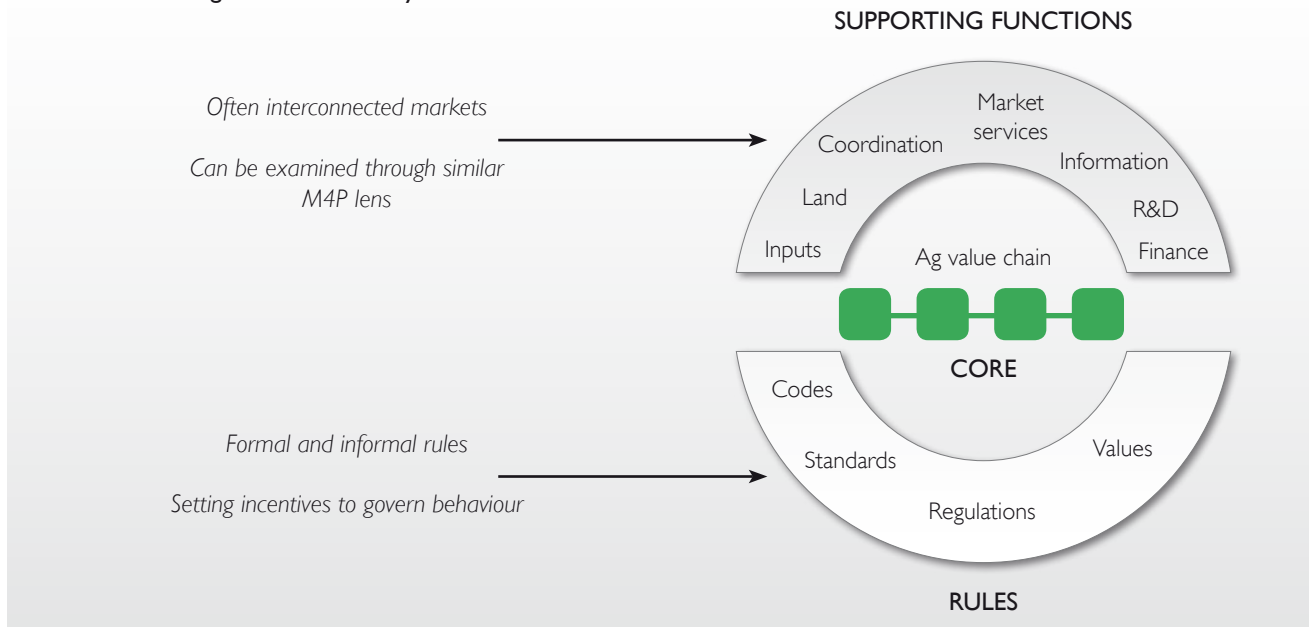 SUPPORTING FUNCTIONS
Often interconnected markets
Can be examined through similar
M4P lens
Market
services
Coordination
Information
Land
R&D
Inputs
Finance
Ag value chain
CORE
Codes
Standards
Values
Regulations
Formal and informal rules
Setting incentives to govern behaviour
RULES